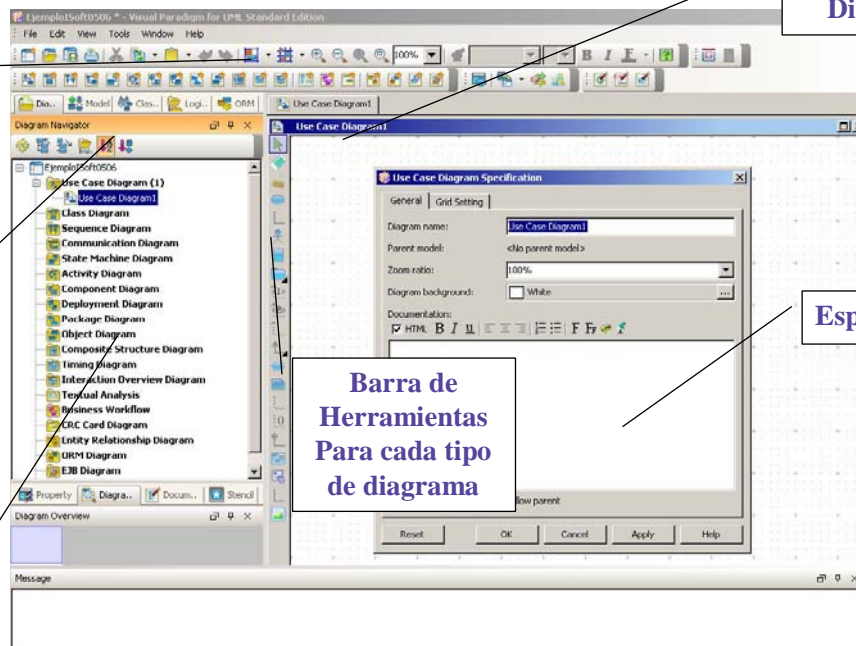 EjemploISoft0506 * - Visual Paradigm for UML Standard Edition
File Edit View Tools Window Help
100%
B I
Dia.. Model Clas.. Logi.. ORM
Use Case Diagram1
Diagram Navigator
Use Case Diagram1
EjemploISoft0506
Use Case Diagram (1)
Use Case Diagram1
Class Diagram
Sequence Diagram
Communication Diagram
State Machine Diagram
Activity Diagram
Component Diagram
Deployment Diagram
Package Diagram
Object Diagram
Composite Structure Diagram
Timing Diagram
Interaction Overview Diagram
Textual Analysis
Business Workflow
CRC Card Diagram
Entity Relationship Diagram
ORM Diagram
EJB Diagram
Property Diagra.. Docum.. Stencil
Diagram Overview
Message
Use Case Diagram Specification
General Grid Setting
Diagram name: Use Case Diagram1
Parent model: <No parent model>
Zoom ratio: 100%
Diagram background: White ...
Documentation:
HTML B I U
llow parent
Reset OK Cancel Apply Help
Barra de
Herramientas
Para cada tipo
de diagrama
Di
Esp